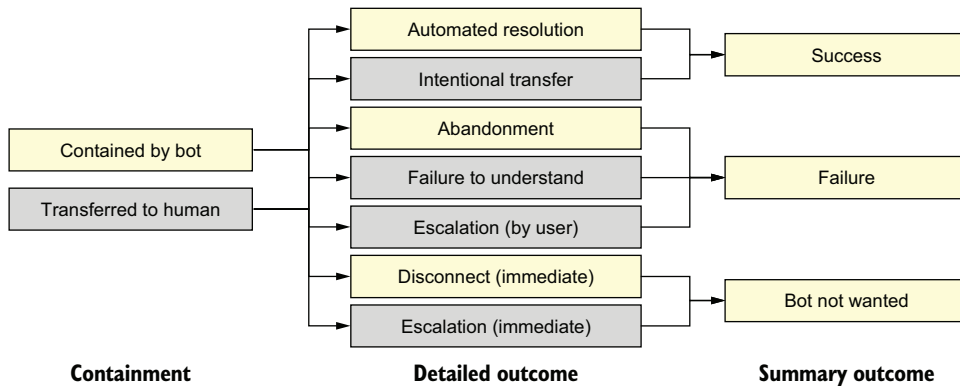 Contained by bot
Transferred to human
Containment
Automated resolution
Intentional transfer
Abandonment
Failure to understand
Escalation (by user)
Disconnect (immediate)
Escalation (immediate)
Detailed outcome
Success
Failure
Bot not wanted
Summary outcome